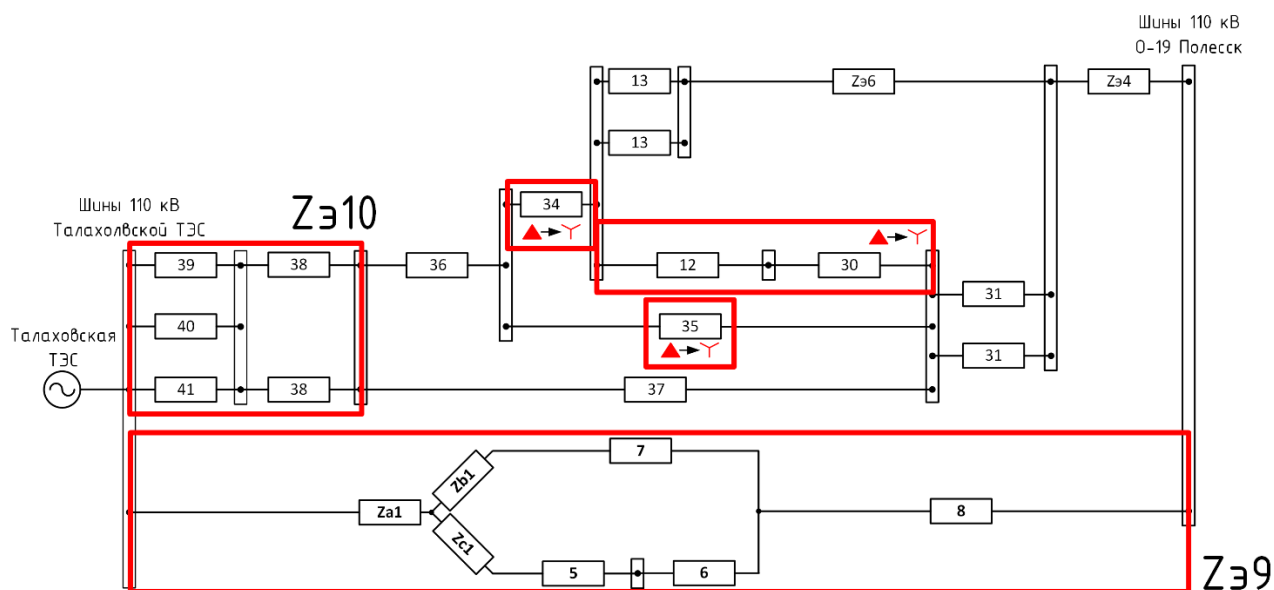 Шины 110 кВ
О-19 Полесск
13
Zэ6
Zэ4
13
34
Шины 110 кВ
Талахолвской ТЭС
Zэ10
39
38
36
12
30
31
40
35
Талаховская
ТЭС
31
41
38
37
7
Zb1
Za1
8
Zc1
5
6
Zэ9